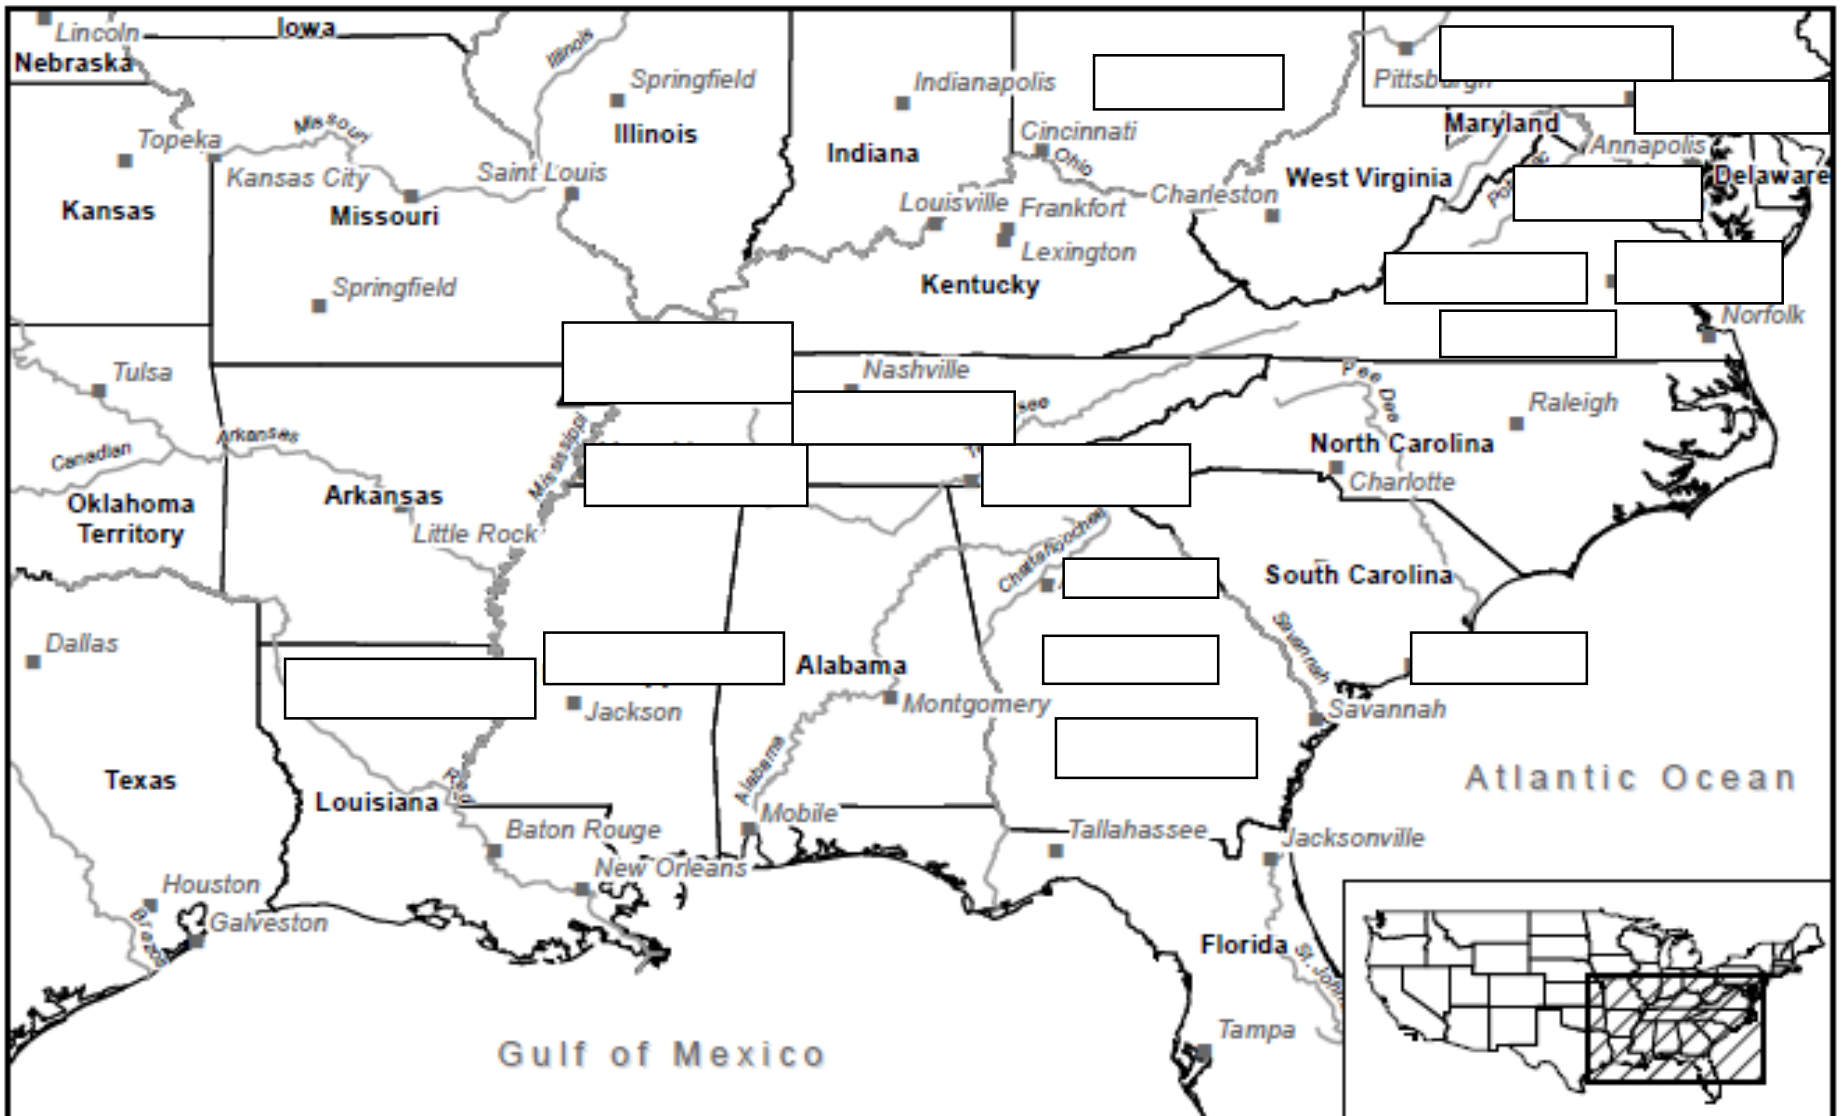 Lincoln
Iowa
Nebraska
Illinois
Springfield
Illinois
Indianapolis
Indiana
Pittsburgh
Maryland
Annapolis
Delaware
Topeka
Missouri
Kansas City
Saint Louis
Kansas
Missouri
Cincinnati
Ohio
Louisville
Frankfort
Lexington
Charleston
West Virginia
Kentucky
Springfield
Norfolk
Tulsa
Nashville
Pee Dee
Raleigh
North Carolina
Charlotte
Canadian
Arkansas
Mississippi
Oklahoma
Territory
Arkansas
Little Rock
Chattahoochee
South Carolina
Savannah
Dallas
Alabama
Jackson
Montgomery
Savannah
Texas
Louisiana
Red
Alabama
Mobile
Atlantic Ocean
Baton Rouge
New Orleans
Tallahassee
Jacksonville
Houston
Galveston
Brazos
Florida
Tampa
Gulf of Mexico